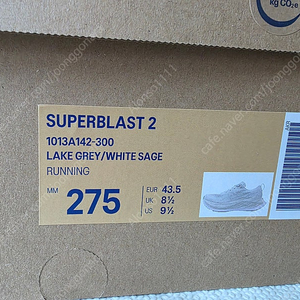 kg CO₂e
SUPERBLAST 2
1013A142-300
LAKE GREY/WHITE SAGE
RUNNING
MM 275
EUR 43.5
UK 8½
US 9½